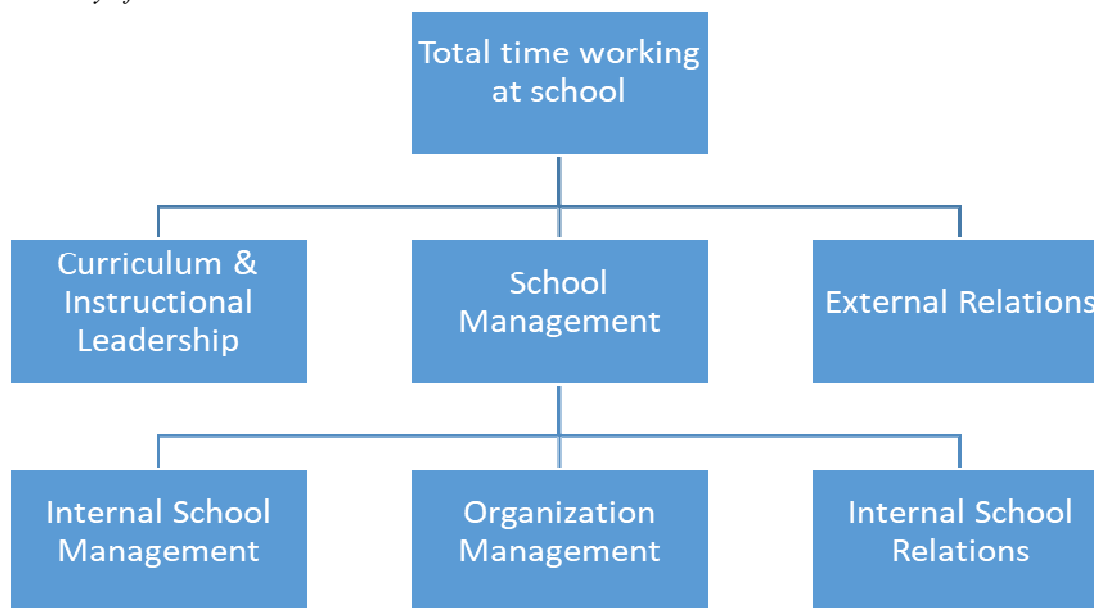 Total time working
at school
Curriculum &
Instructional
Leadership
School
Management
External Relations
Internal School
Management
Organization
Management
Internal School
Relations